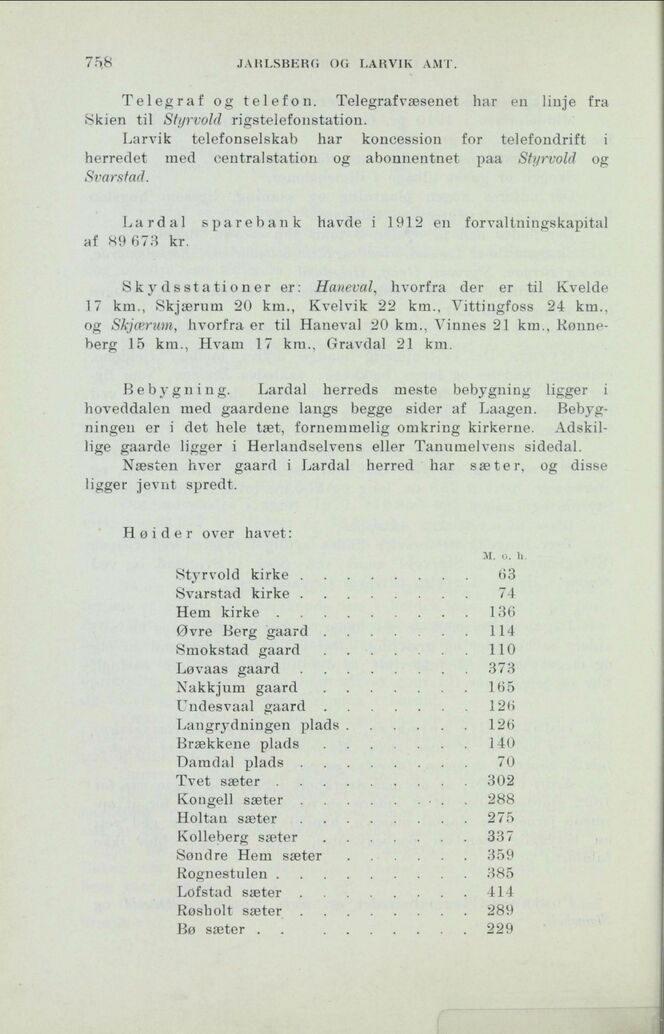 758 JARLSBERG OG LARVIK AMT.
Telegraf og telefon. Telegrafvæsenet har en linje fra
Skien til Styrvold rigstelefonstation.
Larvik telefonselskab har koncession for telefondrift i
herredet med centralstation og abonnentnet paa Styrvold og
Svarstad.
Lardal sparebank havde i 1912 en forvaltningskapital
af 89 673 kr.
Skydsstationer er: Haneval, hvorfra der er til Kvelde
17 km., Skjærum 20 km., Kvelvik 22 km., Vittingfoss 24 km.,
og Skjærum, hvorfra er til Haneval 20 km., Vinnes 21 km., Rønne-
berg 15 km., Hvam 17 km., Gravdal 21 km.
Bebygning. Lardal herreds meste bebygning ligger i
hoveddalen med gaardene langs begge sider af Laagen. Bebyg-
ningen er i det hele tæt, fornemmelig omkring kirkerne. Adskil-
lige gaarde ligger i Herlandselvens eller Tanumelvens sidedal.
Næsten hver gaard i Lardal herred har sæter, og disse
ligger jevnt spredt.
Høider over havet:
M. o. h.
Styrvold kirke . . . . . . . . 63
Svarstad kirke . . . . . . . . 74
Hem kirke . . . . . . . . . 136
Øvre Berg gaard . . . . . . . 114
Smokstad gaard . . . . . . . 110
Løvaas gaard . . . . . . . . 373
Nakkjum gaard . . . . . . . 165
Undesvaal gaard . . . . . . . 126
Langrydningen plads . . . . . . 126
Brækkene plads . . . . . . . 140
Damdal plads . . . . . . . . 70
Tvet sæter . . . . . . . . . 302
Kongell sæter . . . . . . . . 288
Holtan sæter . . . . . . . . 275
Kolleberg sæter . . . . . . . 337
Søndre Hem sæter . . . . . . 359
Rognestulen . . . . . . . . . 385
Lofstad sæter . . . . . . . . 414
Røsholt sæter . . . . . . . . 289
Bø sæter . . . . . . . . . 229